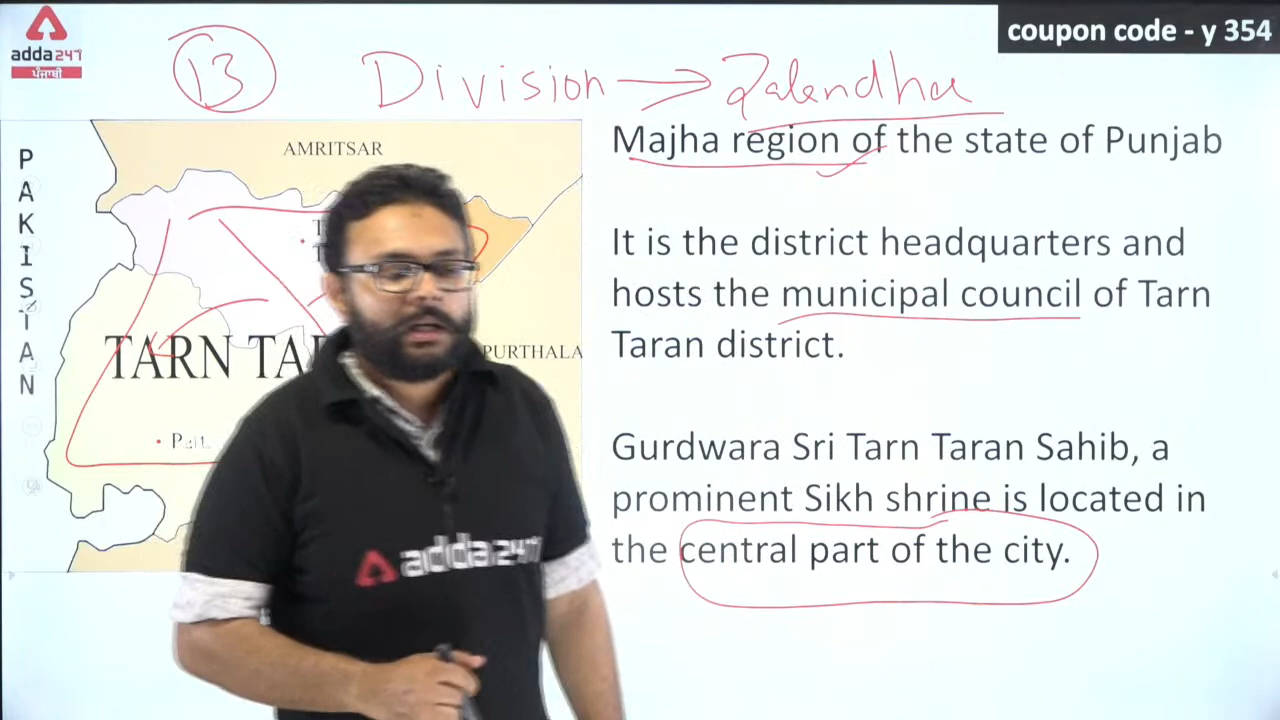 adda247
ਪੰਜਾਬੀ
coupon code - y 354
13 Division → Jalendhar
Majha region of the state of Punjab
It is the district headquarters and
hosts the municipal council of Tarn
Taran district.
Gurdwara Sri Tarn Taran Sahib, a
prominent Sikh shrine is located in
the central part of the city.
PAKISTAN
AMRITSAR
TARN TA
PURTHALA
adda247